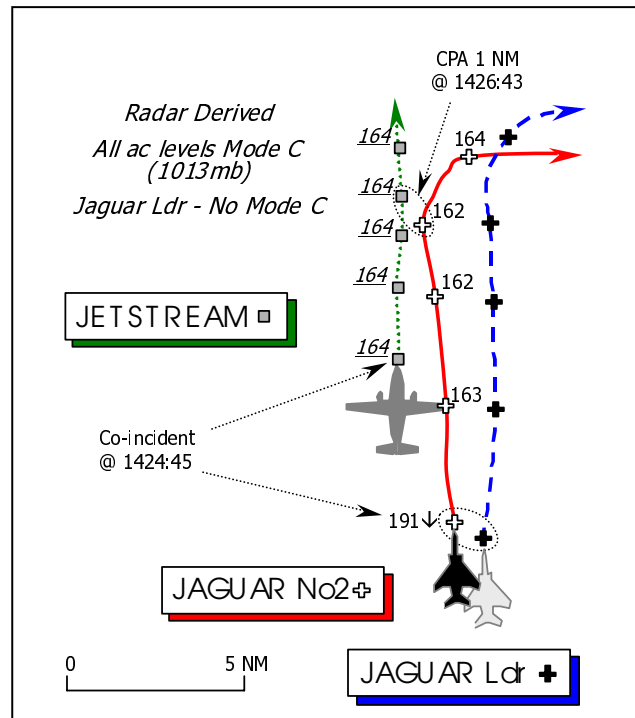 CPA 1 NM
@ 1426:43
Radar Derived
All ac levels Mode C
(1013mb)
Jaguar Ldr - No Mode C
164
164
164
162
164
JETSTREAM
164
162
164
163
Co-incident
@ 1424:45
191
JAGUAR No2
0
5 NM
JAGUAR Ldr